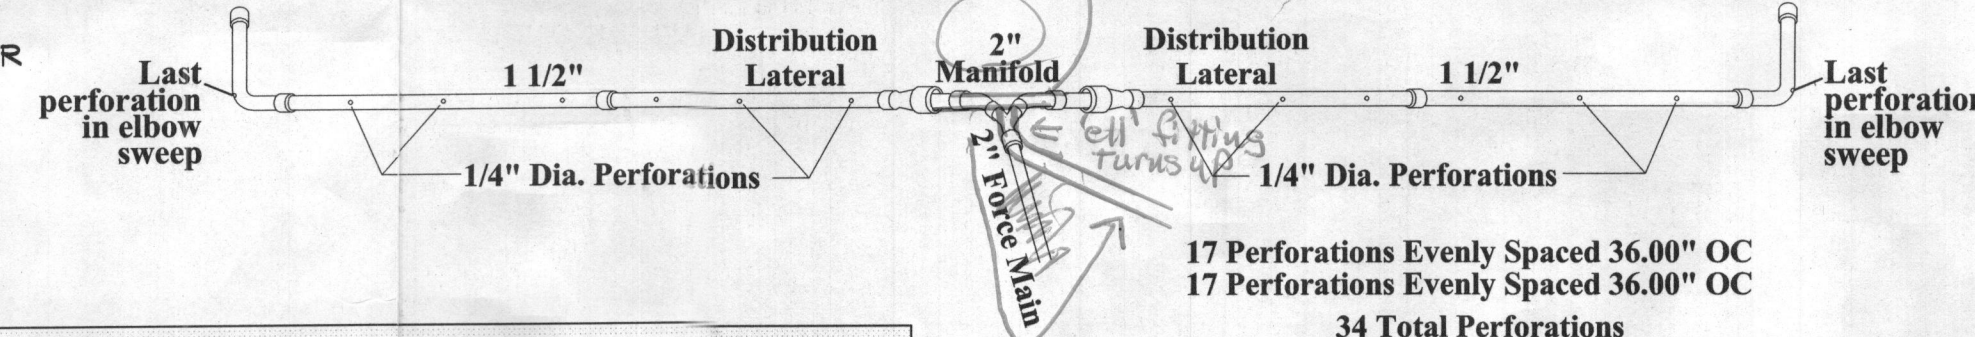 R
Last
perforation
in elbow
sweep
1 1/2"
Distribution
Lateral
2"
Manifold
Distribution
Lateral
1 1/2"
Last
perforation
in elbow
sweep
1/4" Dia. Perforations
2" Force Main
← 'ell' fitting
turns up
1/4" Dia. Perforations
17 Perforations Evenly Spaced 36.00" OC
17 Perforations Evenly Spaced 36.00" OC
34 Total Perforations